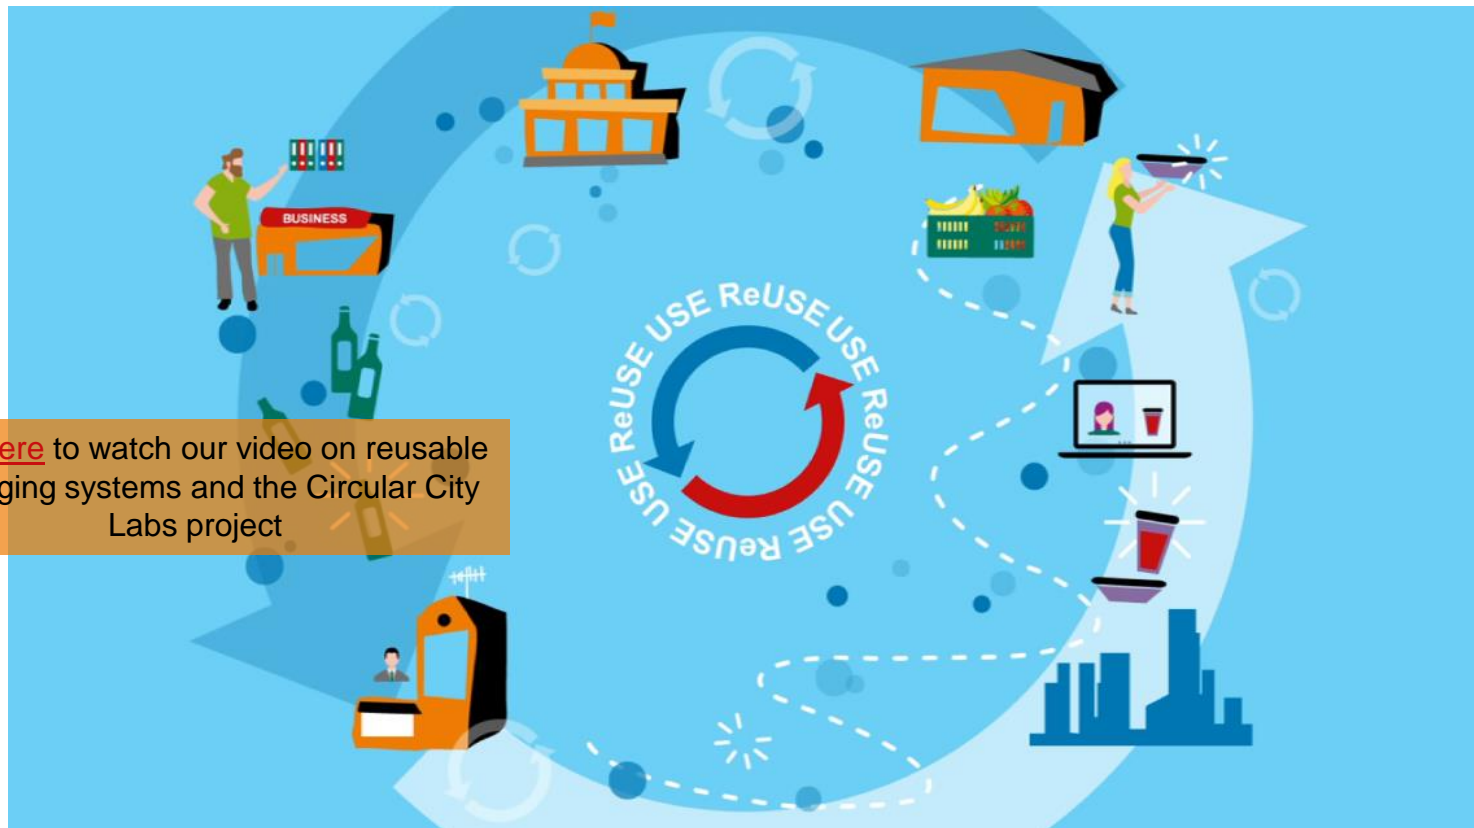 BUSINESS
USE ReUSE USE ReUSE USE ReUSE USE ReUSE
ere to watch our video on reusable
ging systems and the Circular City
Labs project